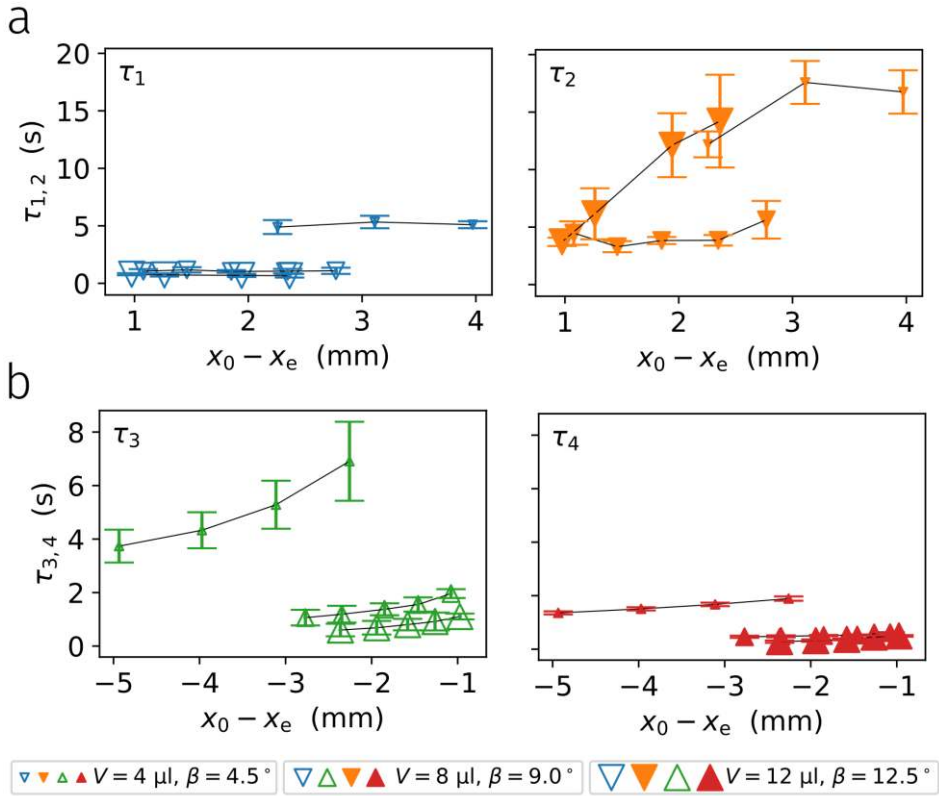 a
20
15
10
5
0
τ1,2 (s)
τ1
1 2 3 4
x0 − xe (mm)
τ2
1 2 3 4
x0 − xe (mm)
b
8
6
4
2
0
τ3,4 (s)
τ3
−5 −4 −3 −2 −1
x0 − xe (mm)
τ4
−5 −4 −3 −2 −1
x0 − xe (mm)
V = 4 μl, β = 4.5°
V = 8 μl, β = 9.0°
V = 12 μl, β = 12.5°